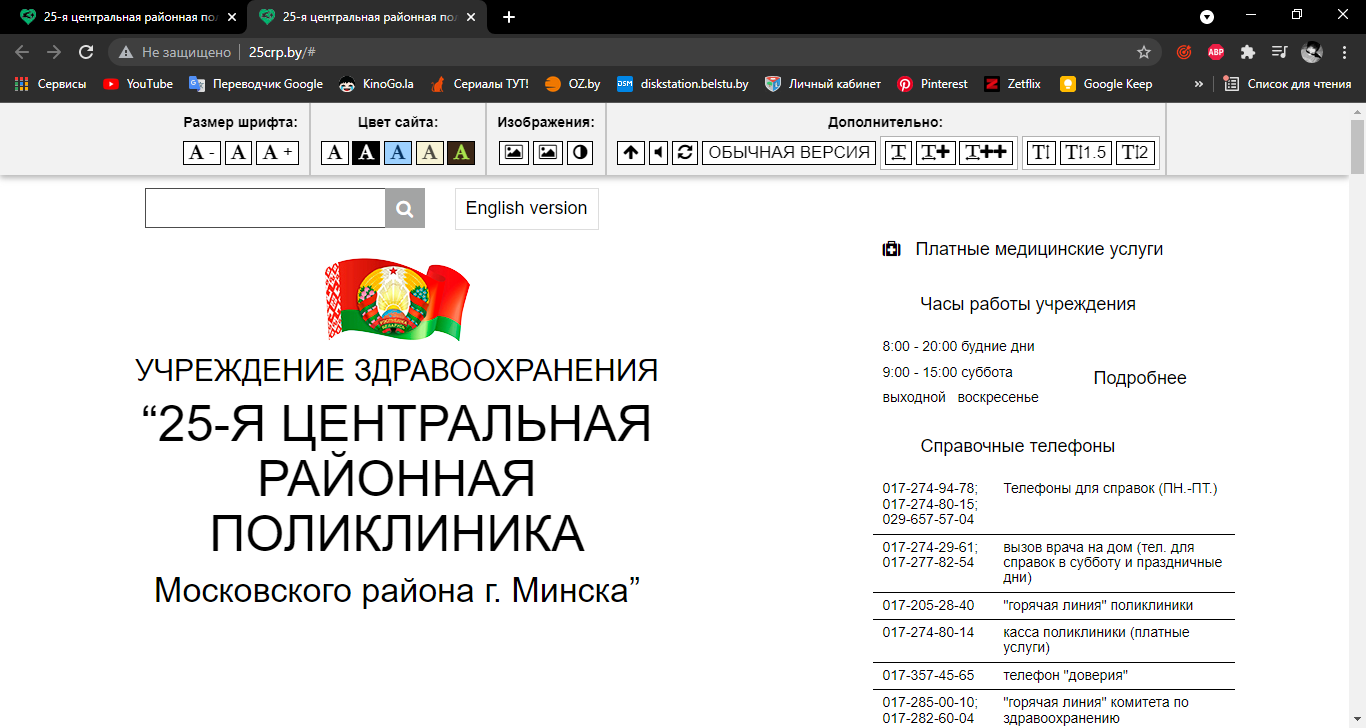 25-я центральная районная пол
25-я центральная районная пол
Не защищено
25crp.by/#
ABP
Сервисы
YouTube
Переводчик Google
KinoGo.la
Сериалы ТУТ!
OZ.by
DSM
diskstation.belstu.by
Личный кабинет
Pinterest
Zetflix
Google Keep
»
Список для чтения
Размер шрифта:
A -
A
A +
Цвет сайта:
A
A
A
A
A
Изображения:
Дополнительно:
ОБЫЧНАЯ ВЕРСИЯ
T
T+
T++
T
T 1.5
T 2
English version
РЭСПУБЛІКА
БЕЛАРУСЬ
УЧРЕЖДЕНИЕ ЗДРАВООХРАНЕНИЯ
“25-Я ЦЕНТРАЛЬНАЯ
РАЙОННАЯ
ПОЛИКЛИНИКА
Московского района г. Минска”
Платные медицинские услуги
Часы работы учреждения
8:00 - 20:00 будние дни
9:00 - 15:00 суббота
выходной воскресенье
Подробнее
Справочные телефоны
017-274-94-78; Телефоны для справок (ПН.-ПТ.)
017-274-80-15;
029-657-57-04
017-274-29-61; вызов врача на дом (тел. для
017-277-82-54 справок в субботу и праздничные
дни)
017-205-28-40 "горячая линия" поликлиники
017-274-80-14 касса поликлиники (платные
услуги)
017-357-45-65 телефон "доверия"
017-285-00-10; "горячая линия" комитета по
017-282-60-04 здравоохранению